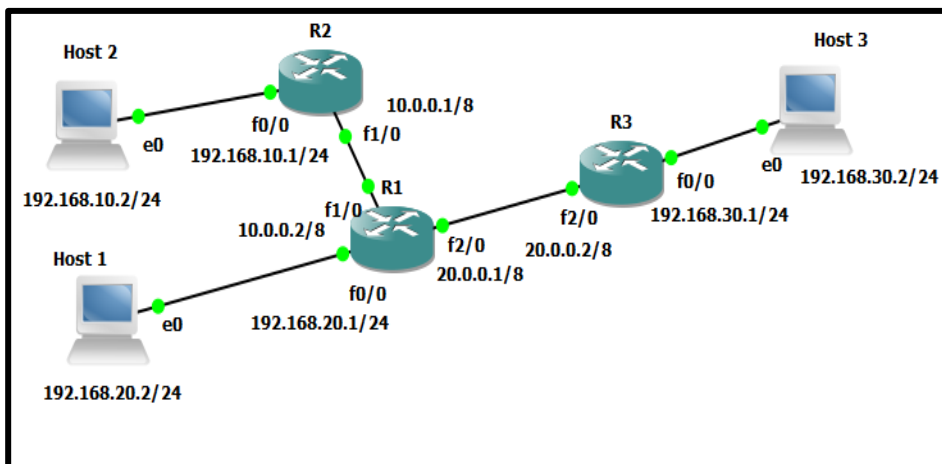 R2
Host 3
Host 2
10.0.0.1/8
R3
f0/0
f1/0
e0
192.168.10.1/24
f0/0
e0
192.168.30.2/24
R1
192.168.10.2/24
f1/0
f2/0
192.168.30.1/24
10.0.0.2/8
f2/0
20.0.0.2/8
Host 1
20.0.0.1/8
f0/0
e0
192.168.20.1/24
192.168.20.2/24